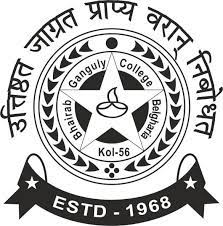 उत्तिष्ठत जाग्रत प्राप्य वरान् निबोधत
Bhairab Ganguly College Belgharia
Kol-56
ESTD - 1968